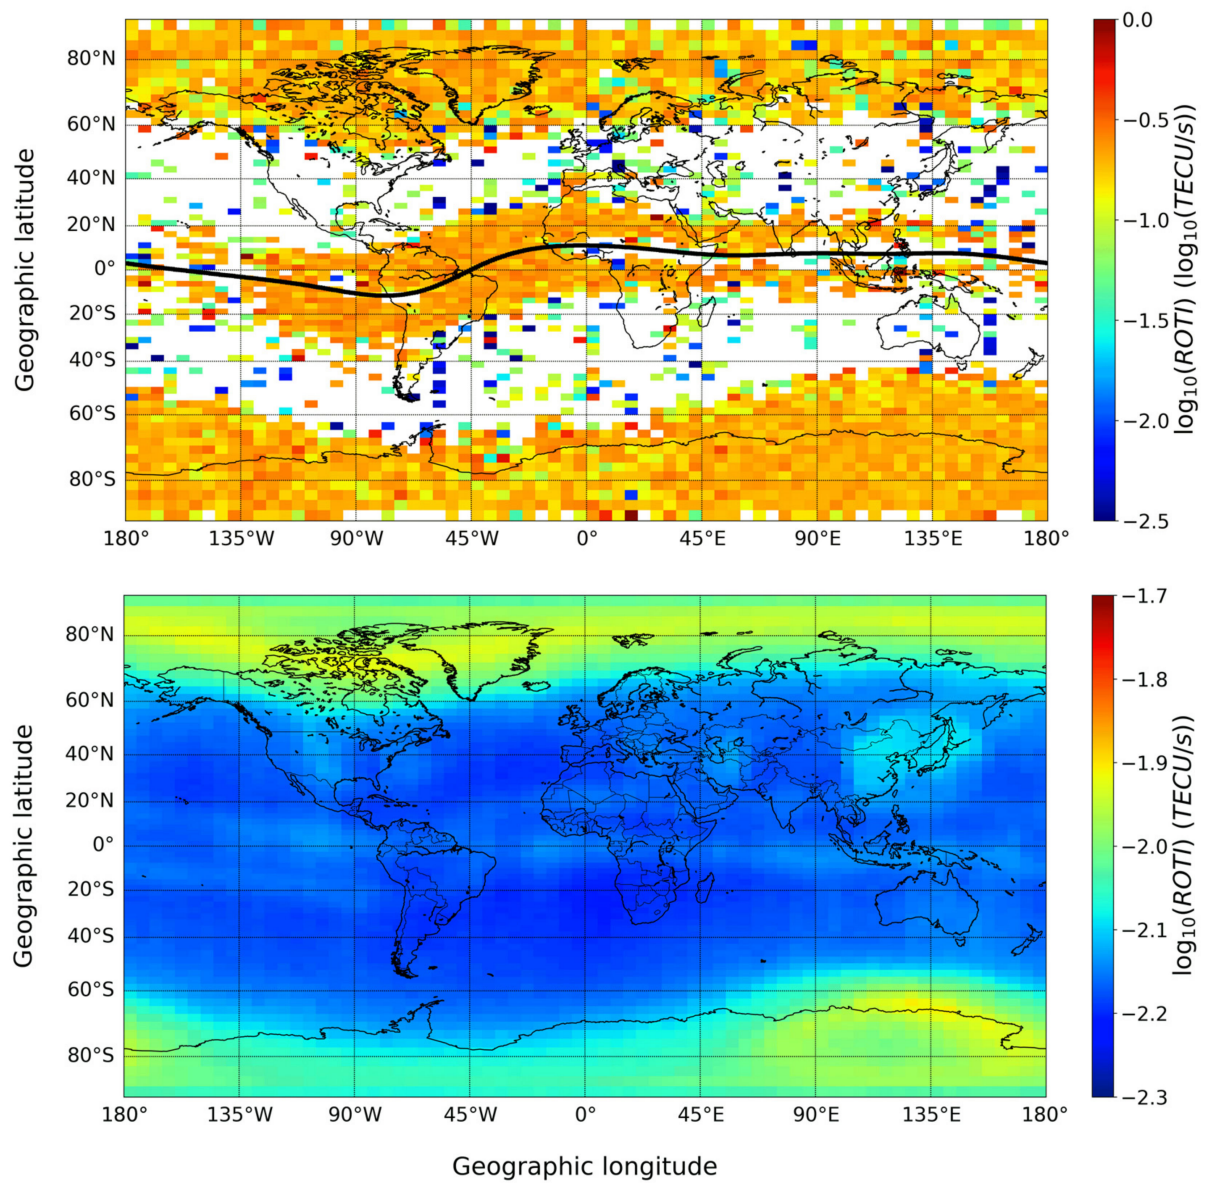 Geographic latitude
80°N
60°N
40°N
20°N
0°
20°S
40°S
60°S
80°S
180° 135°W 90°W 45°W 0° 45°E 90°E 135°E 180°
0.0
−0.5
−1.0
−1.5
−2.0
−2.5
log₁₀(ROTI) (log₁₀(TECU/s))
Geographic latitude
80°N
60°N
40°N
20°N
0°
20°S
40°S
60°S
80°S
180° 135°W 90°W 45°W 0° 45°E 90°E 135°E 180°
−1.7
−1.8
−1.9
−2.0
−2.1
−2.2
−2.3
log₁₀(ROTI) (TECU/s))
Geographic longitude